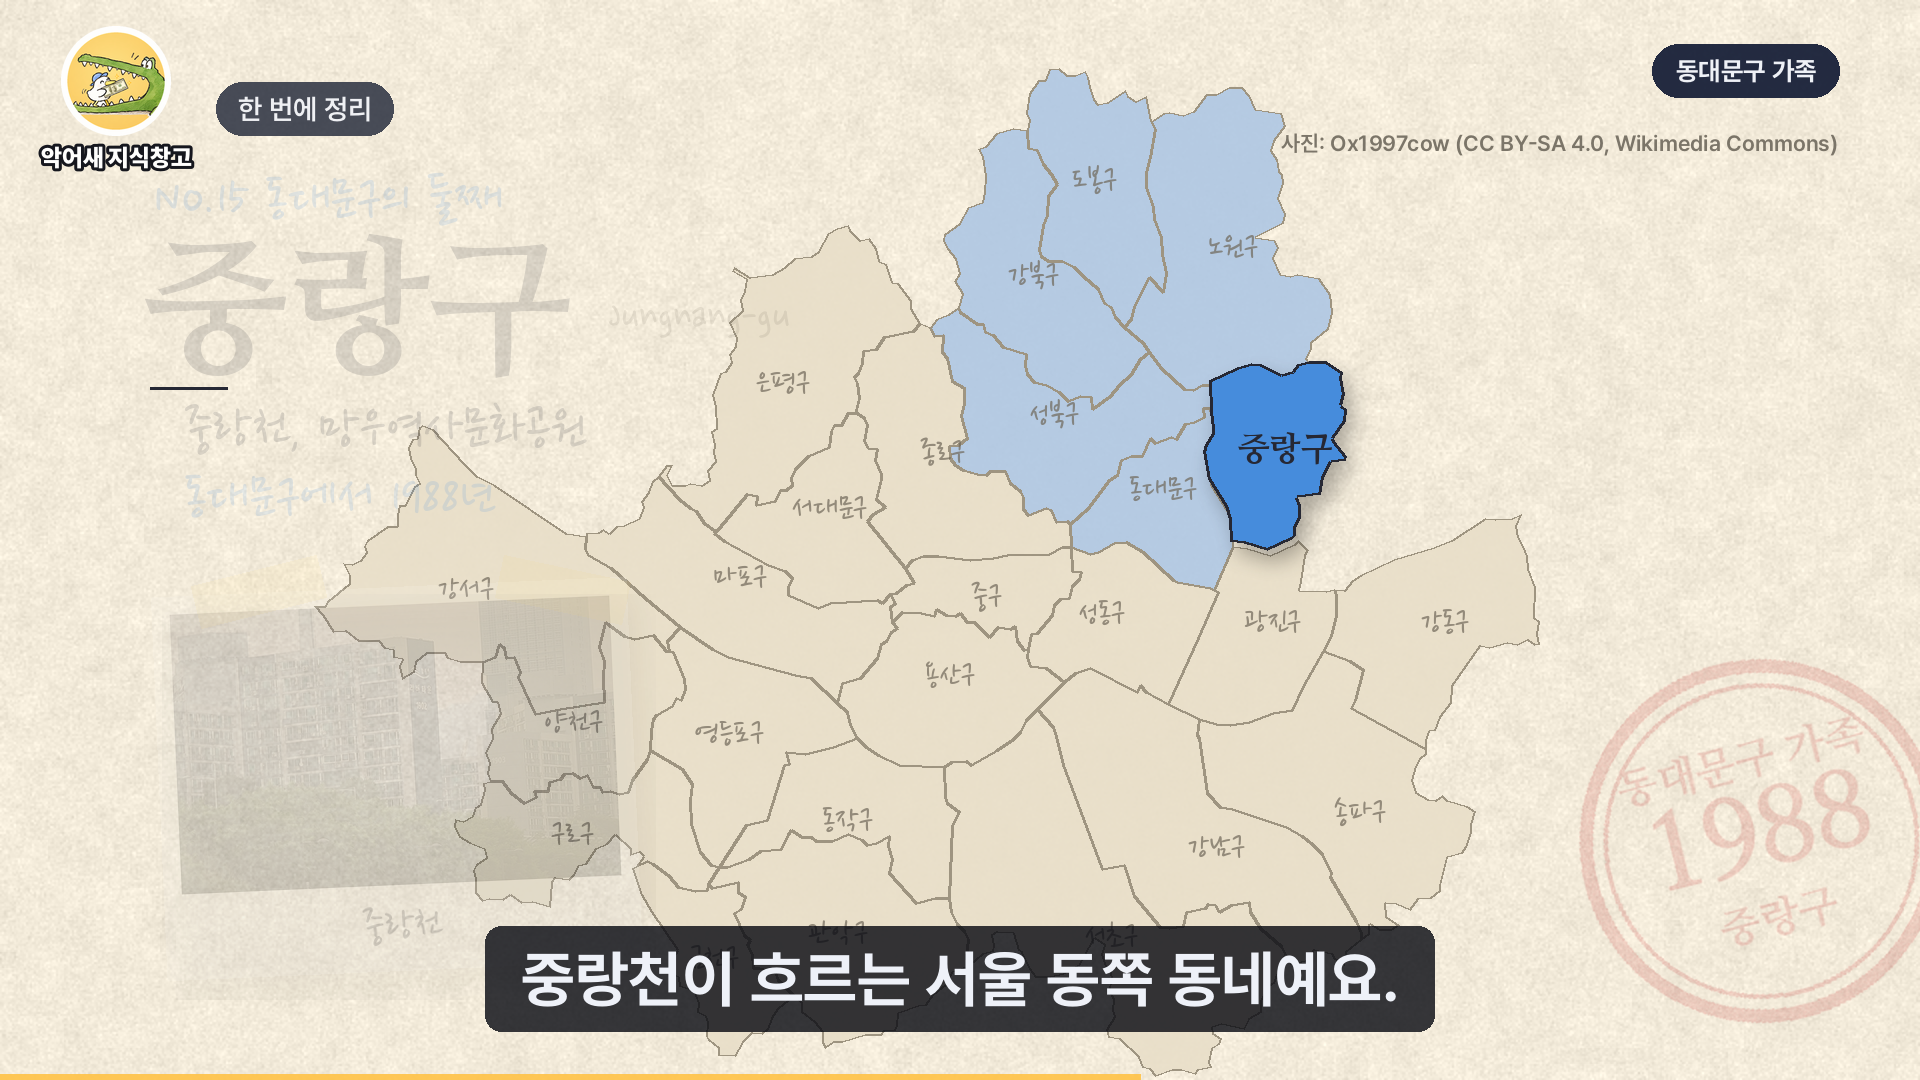 악어새 지식창고
한 번에 정리
동대문구 가족
사진: Ox1997cow (CC BY-SA 4.0, Wikimedia Commons)
NO.15 동대문구의 둘째
중랑구
Jungnang-gu
중랑천, 망우역사문화공원
동대문구에서 1988년
중랑천
도봉구
노원구
강북구
은평구
성북구
종로구
중랑구
동대문구
서대문구
마포구
강서구
중구
성동구
광진구
강동구
용산구
양천구
영등포구
구로구
동작구
송파구
강남구
관악구
서초구
동대문구 가족
1988
중랑구
중랑천이 흐르는 서울 동쪽 동네예요.